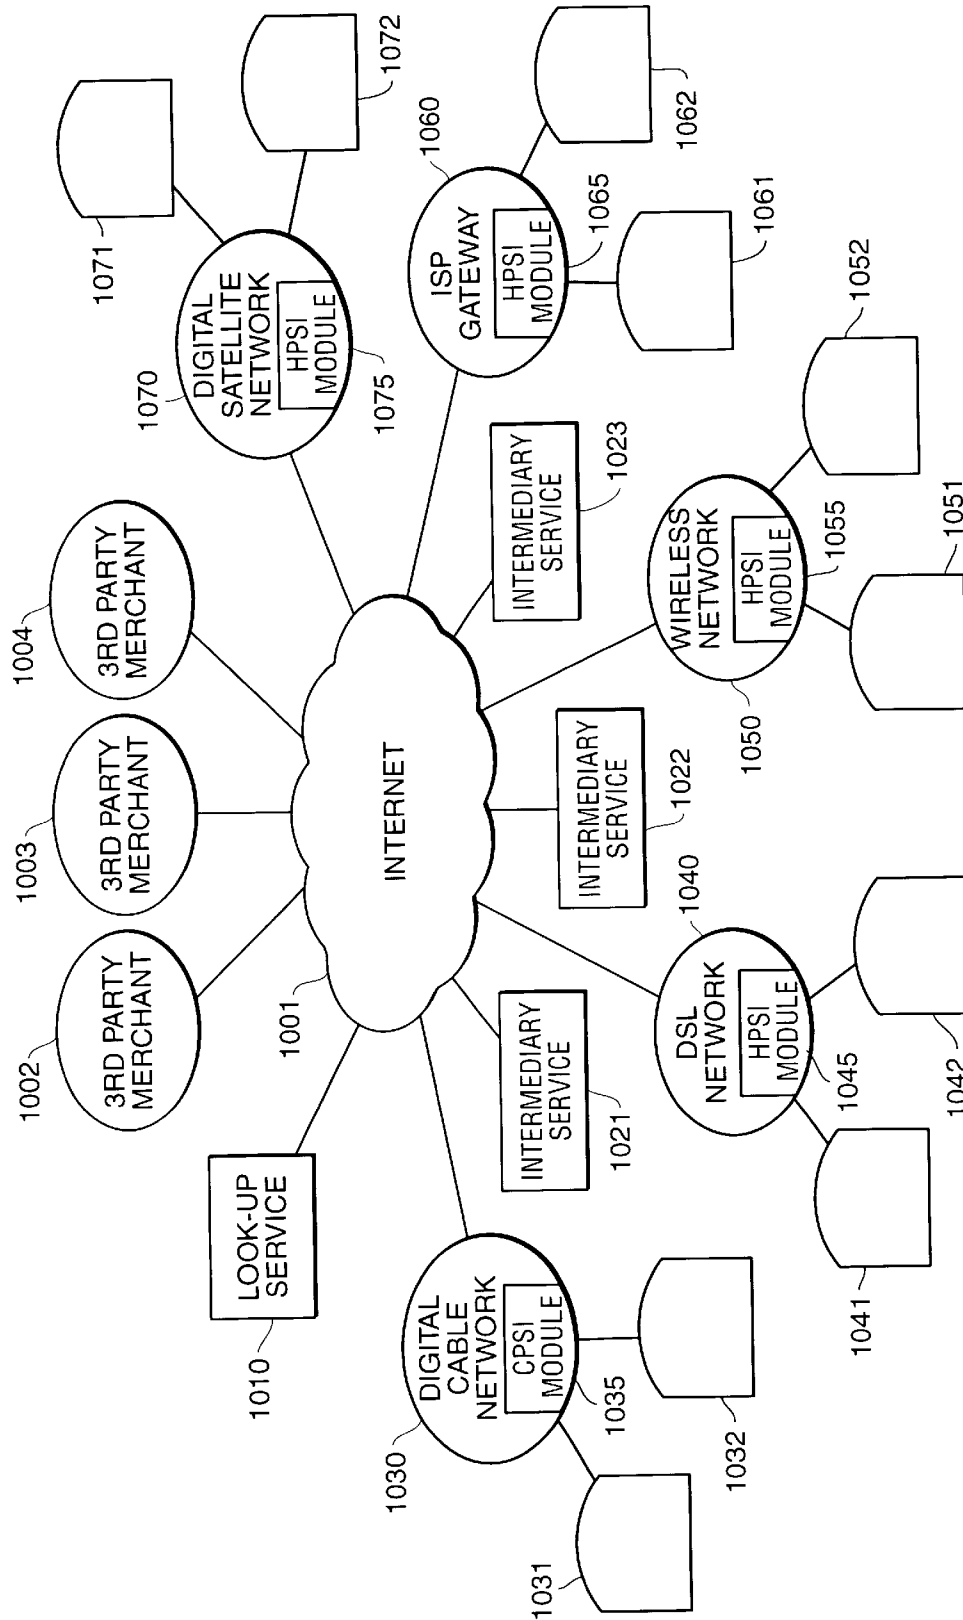 1002
3RD PARTY
MERCHANT
1003
3RD PARTY
MERCHANT
1004
3RD PARTY
MERCHANT
1010
LOOK-UP
SERVICE
1001
INTERNET
1070
DIGITAL
SATELLITE
NETWORK
HPSI
MODULE
1075
1071
1072
1030
DIGITAL
CABLE
NETWORK
CPSI
MODULE
1035
1031
1032
INTERMEDIARY
SERVICE
1021
INTERMEDIARY
SERVICE
1022
INTERMEDIARY
SERVICE
1023
ISP
GATEWAY
HPSI
MODULE
1060
1065
1061
1062
DSL
NETWORK
HPSI
MODULE
1040
1045
1041
1042
WIRELESS
NETWORK
HPSI
MODULE
1050
1055
1051
1052